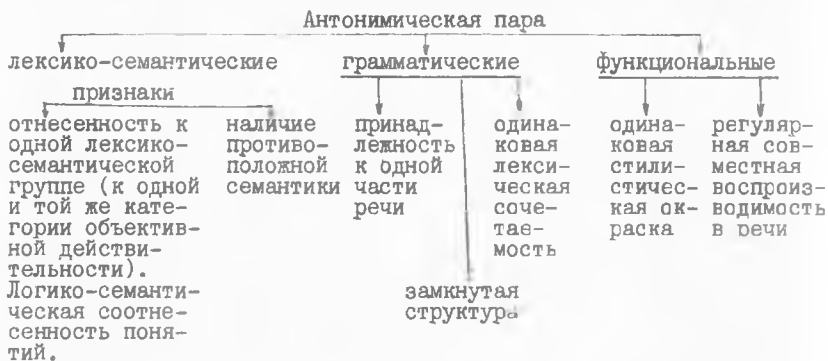 Антонимическая пара
лексико-семантические
признаки
грамматические
функциональные
отнесенность к
одной лексико-
семантической
группе (к одной
и той же кате-
гории объектив-
ной действи-
тельности).
Логико-семанти-
ческая соотне-
сенность поня-
тий.
наличие
противо-
положной
семантики
принад-
лежность
к одной
части
речи
замкнутая
структура
одина-
ковая
лекси-
ческая
соче-
тае-
мость
одина-
ковая
стили-
стичес-
кая ок-
раска
регуляр-
ная сов-
местная
воспроиз-
водимость
в речи